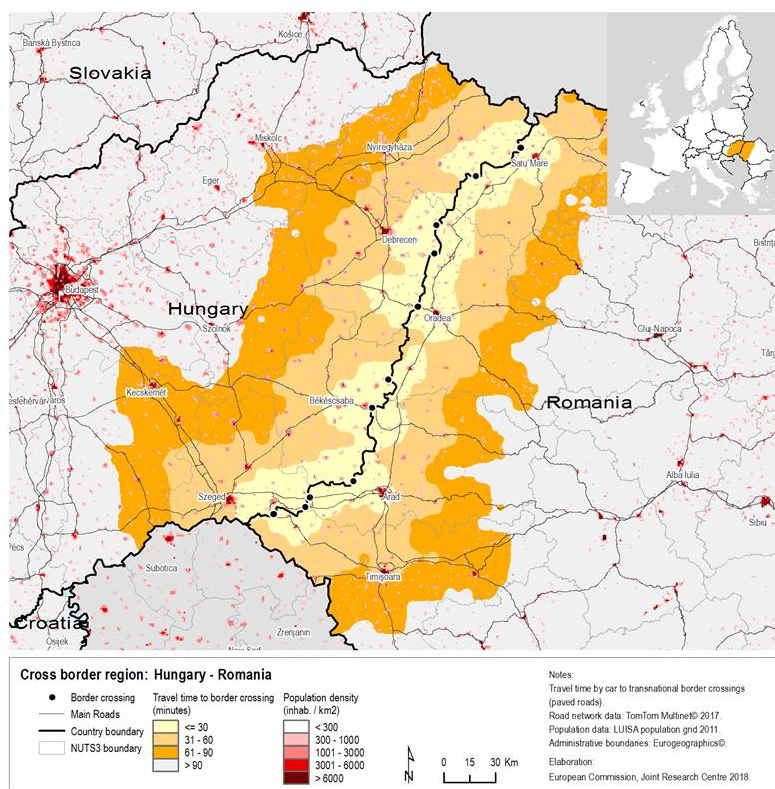 Košice
Banská Bystrica
Slovakia
Miskolc
Nyíregyháza
Satu Mare
Eger
Debrecen
Bistriț
Budapest
Hungary
Szolnók
Oradea
Cluj-Napoca
Târg
Kecskemét
esfehérvárváros
Békéscsaba
Romania
Szeged
Arad
Alba Iulia
Sibiu
Pécs
Subotica
Timişoara
Croatia
Osijek
Zrenjanin
Cross border region: Hungary - Romania
Border crossing
Main Roads
Country boundary
NUTS3 boundary
Travel time to border crossing
(minutes)
<= 30
31 - 60
61 - 90
> 90
Population density
(inhab. / km2)
< 300
300 - 1000
1001 - 3000
3001 - 6000
> 6000
N
0 15 30 Km
Notes:
Travel time by car to transnational border crossings
(paved roads).
Road network data: TomTom Multinet© 2017.
Population data: LUISA population grid 2011.
Administrative boundaries: Eurogeographics©.
Elaboration:
European Commission, Joint Research Centre 2018.